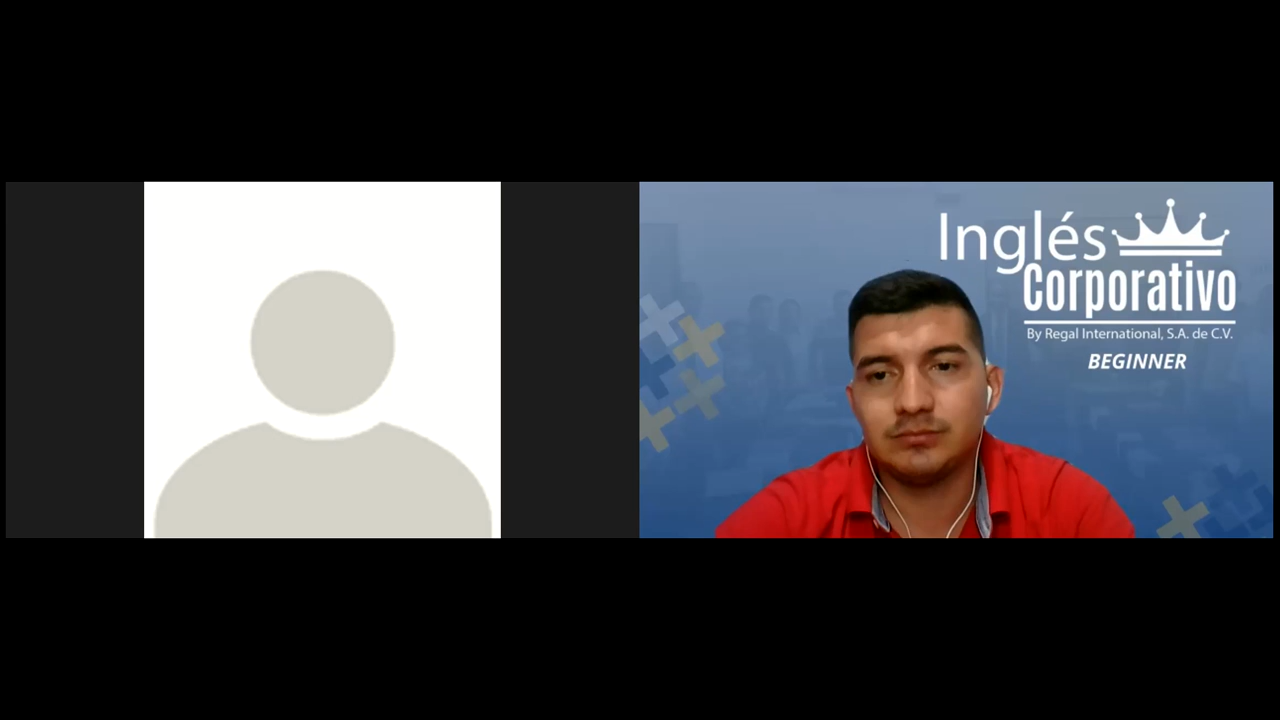 Inglés
Corporativo
By Regal International, S.A. de C.V.
BEGINNER